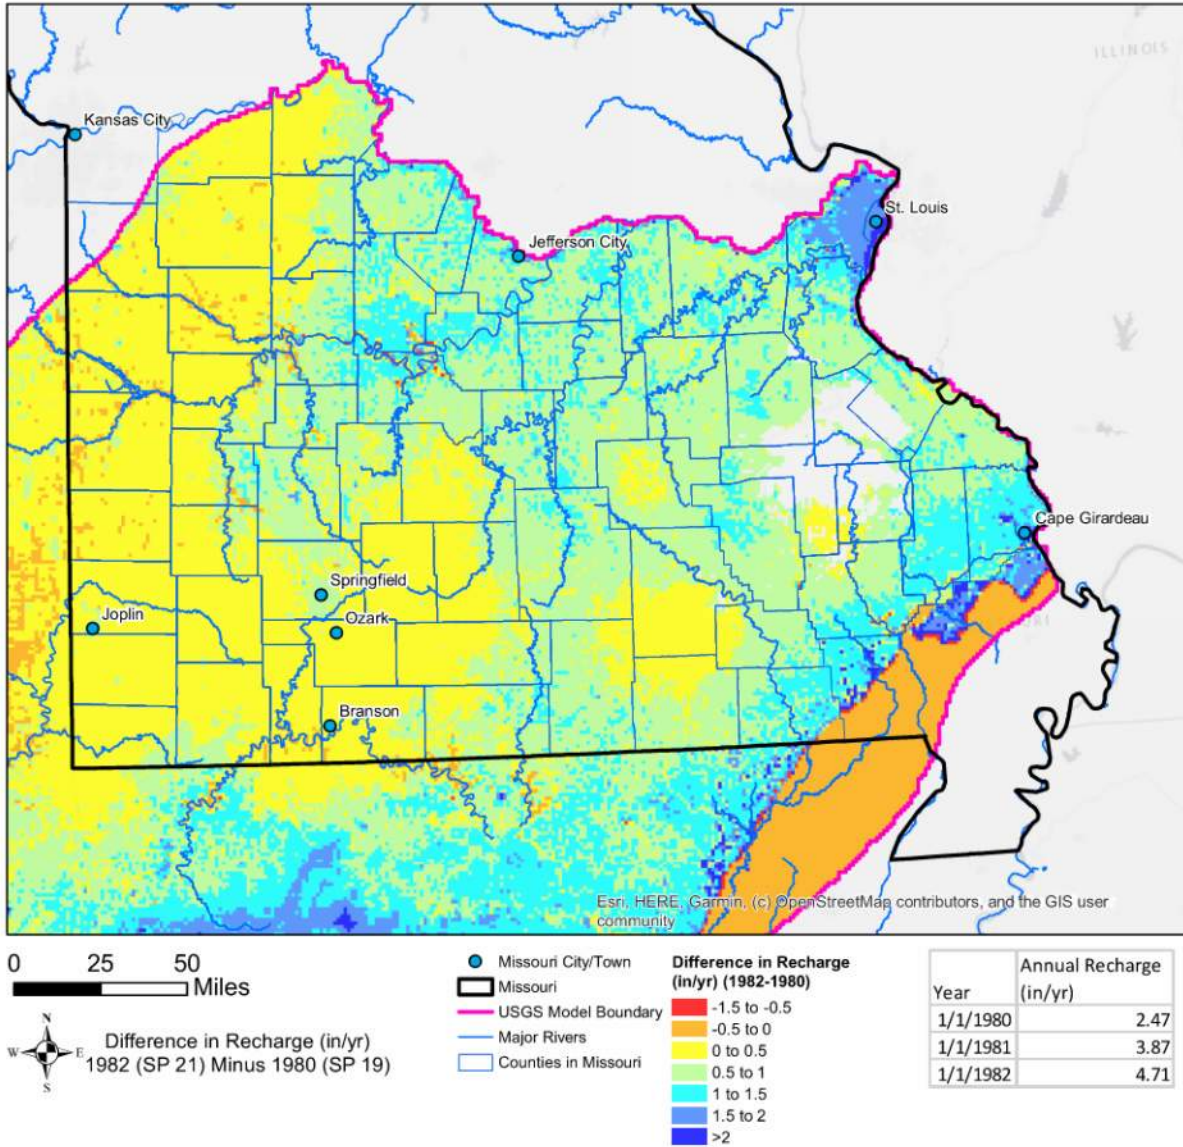 ILLINOIS
Kansas City
St. Louis
Jefferson City
Cape Girardeau
Springfield
Joplin
Ozark
Branson
Esri, HERE, Garmin, (c) OpenStreetMap contributors, and the GIS user
community
0 25 50
Miles
N
W E
S
Difference in Recharge (in/yr)
1982 (SP 21) Minus 1980 (SP 19)
Missouri City/Town
Missouri
USGS Model Boundary
Major Rivers
Counties in Missouri
Difference in Recharge
(in/yr) (1982-1980)
-1.5 to -0.5
-0.5 to 0
0 to 0.5
0.5 to 1
1 to 1.5
1.5 to 2
>2
Year Annual Recharge (in/yr)
1/1/1980 2.47
1/1/1981 3.87
1/1/1982 4.71